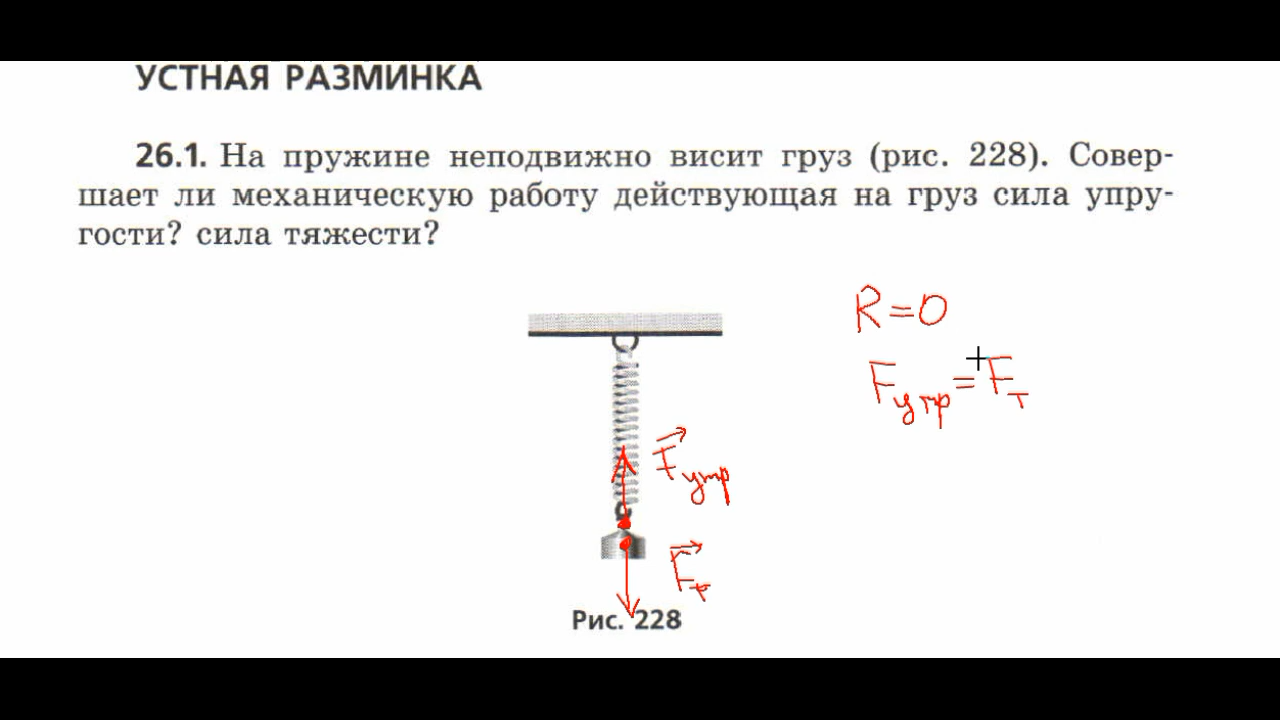 УСТНАЯ РАЗМИНКА
26.1. На пружине неподвижно висит груз (рис. 228). Совер-
шает ли механическую работу действующая на груз сила упру-
гости? сила тяжести?
R = 0
Fупр = Fт
Fупр
Fт
Рис. 228